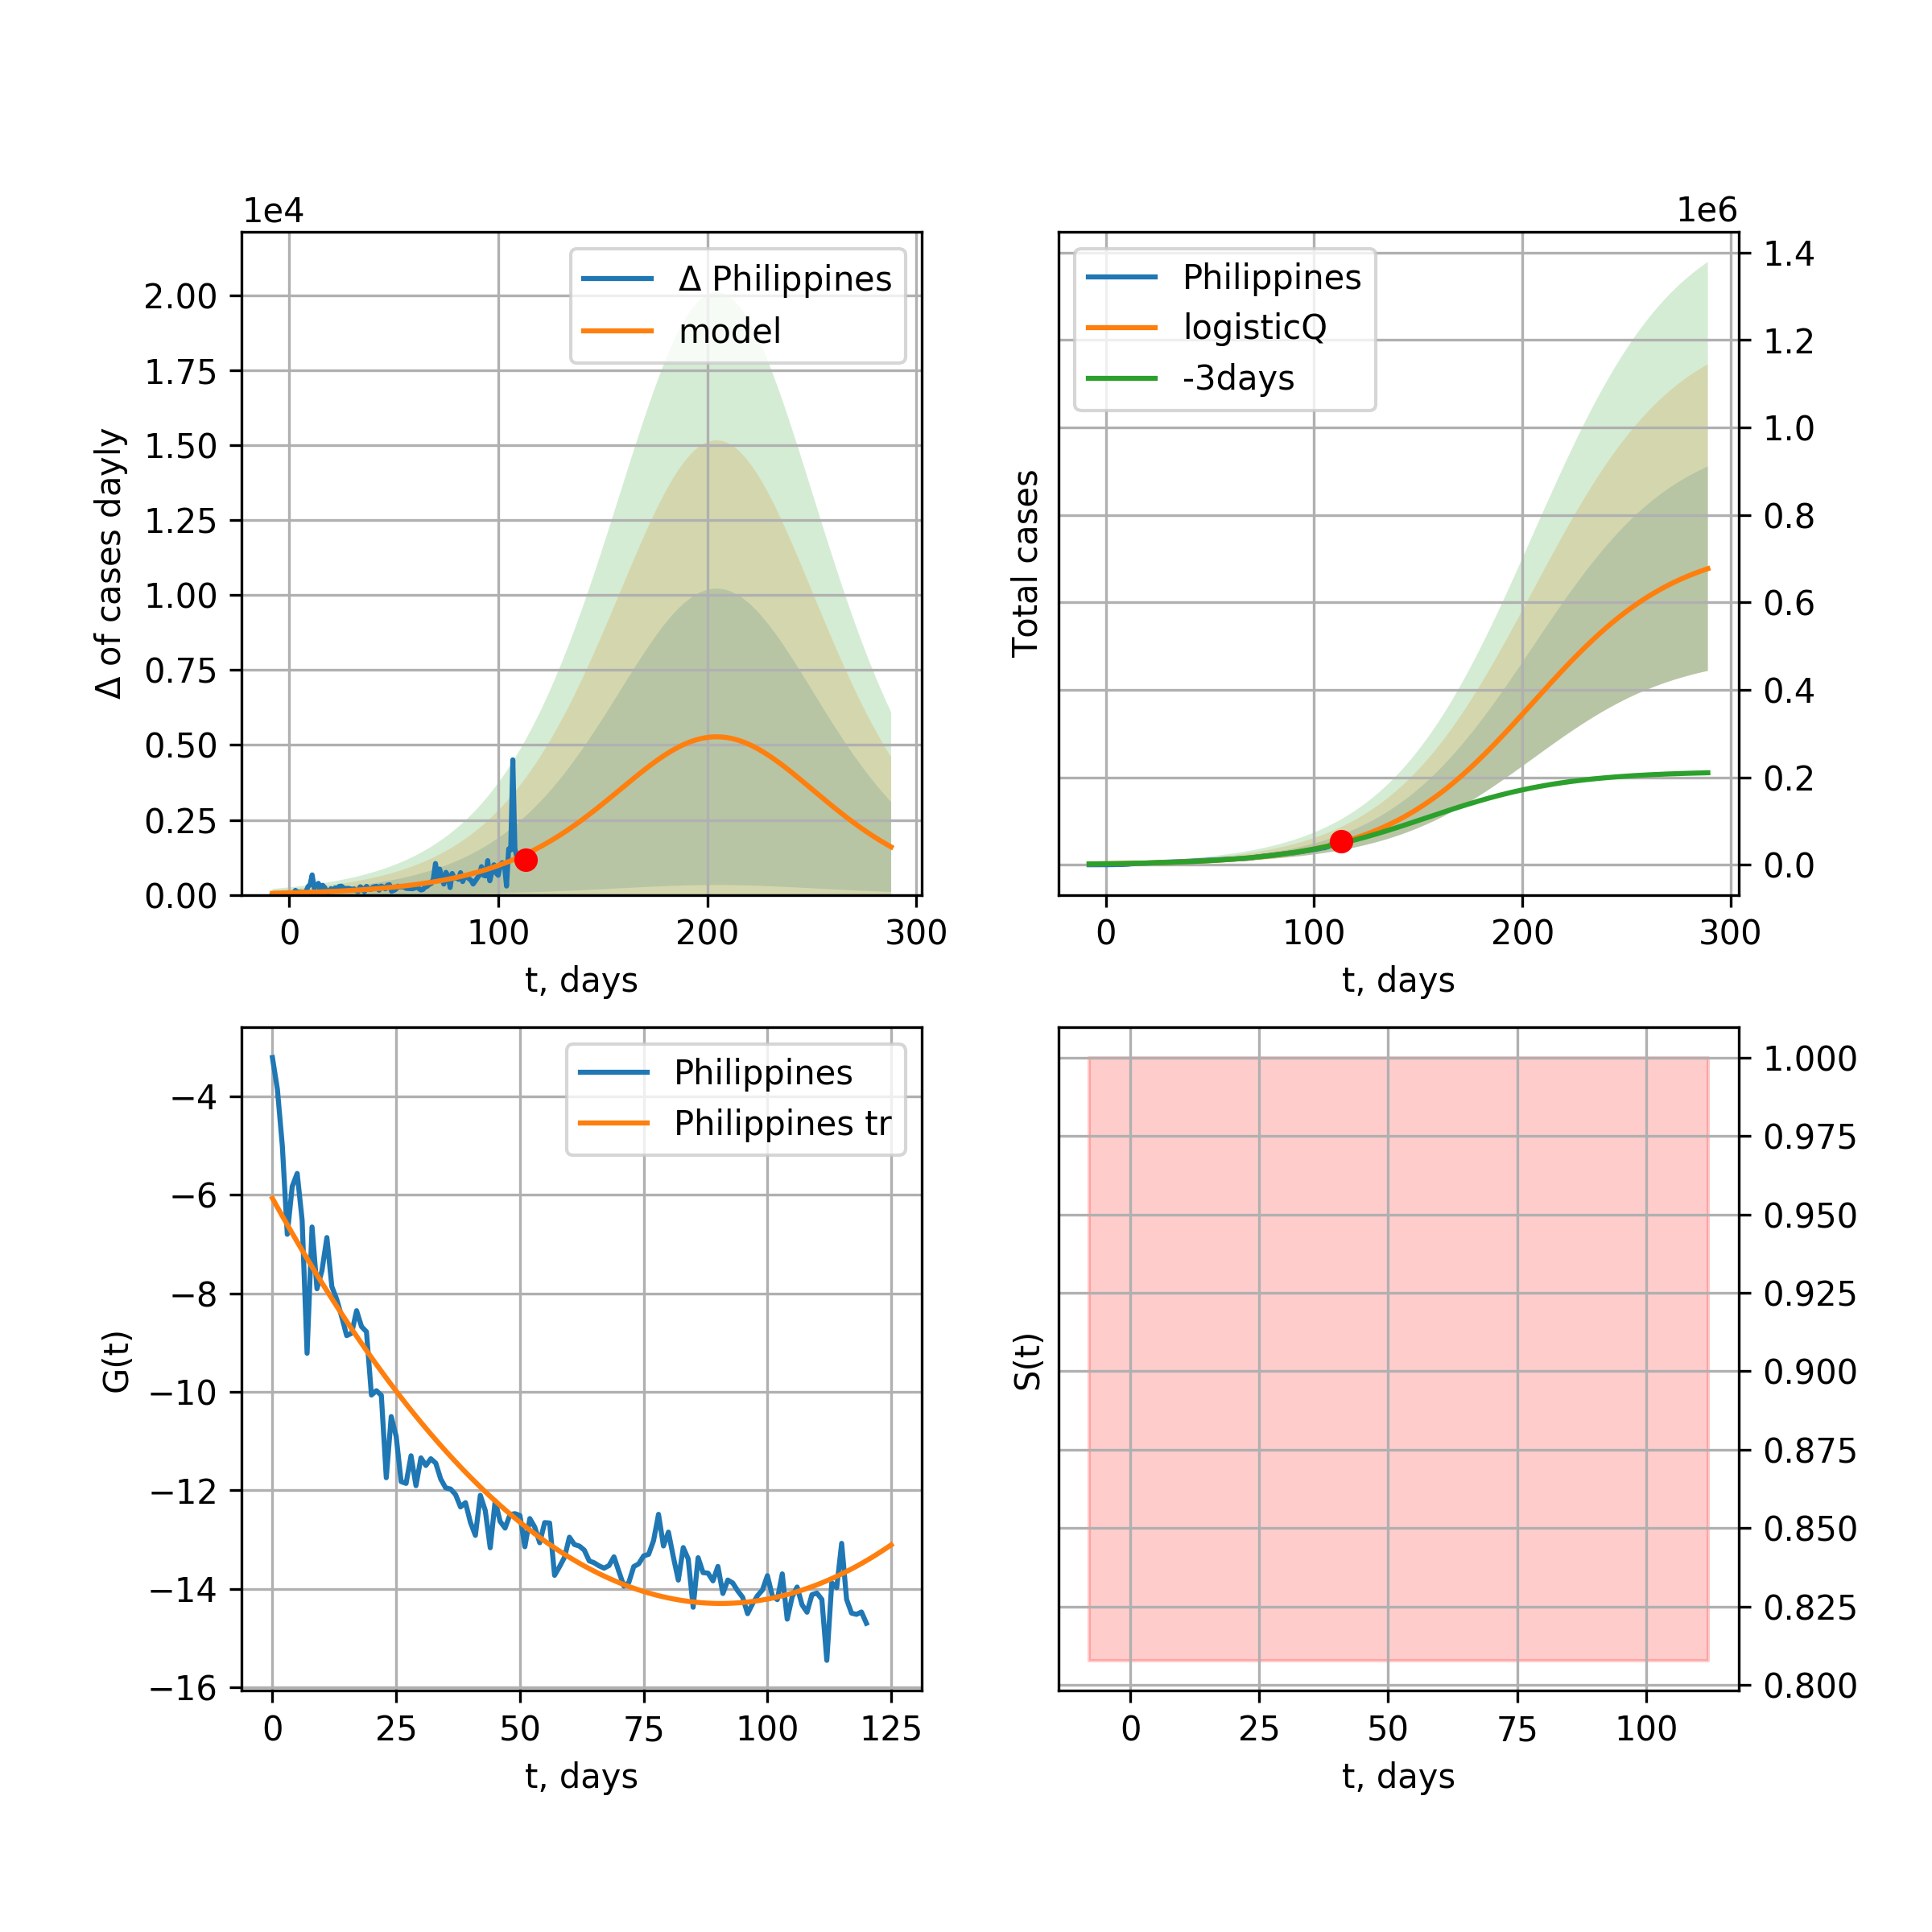 1e4
Δ Philippines
model
2.00
1.75
1.50
1.25
1.00
0.75
0.50
0.25
0.00
Δ of cases dayly
0 100 200 300
t, days
1e6
Philippines
logisticQ
-3days
1.4
1.2
1.0
0.8
0.6
0.4
0.2
0.0
Total cases
0 100 200 300
t, days
Philippines
Philippines tr
−4
−6
−8
−10
−12
−14
−16
G(t)
0 25 50 75 100 125
t, days
1.000
0.975
0.950
0.925
0.900
0.875
0.850
0.825
0.800
S(t)
0 25 50 75 100
t, days